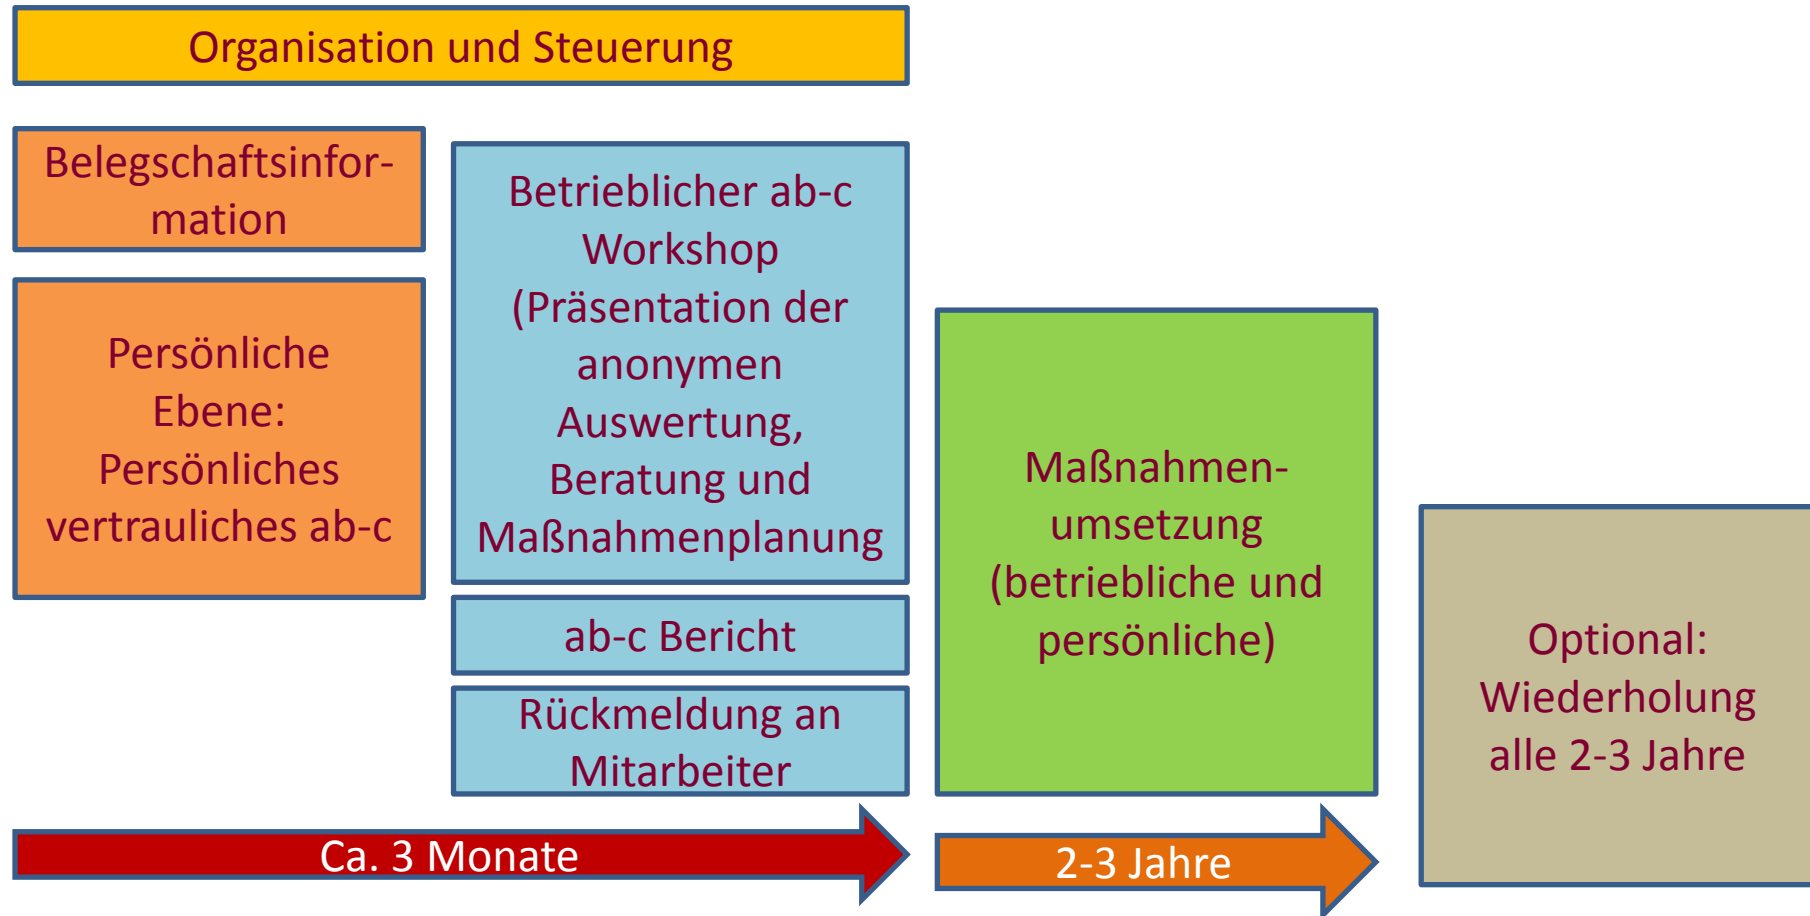 Organisation und Steuerung
Belegschaftsinfor-
mation
Persönliche
Ebene:
Persönliches
vertrauliches ab-c
Betrieblicher ab-c
Workshop
(Präsentation der
anonymen
Auswertung,
Beratung und
Maßnahmenplanung
ab-c Bericht
Rückmeldung an
Mitarbeiter
Maßnahmen-
umsetzung
(betriebliche und
persönliche)
Optional:
Wiederholung
alle 2-3 Jahre
Ca. 3 Monate
2-3 Jahre